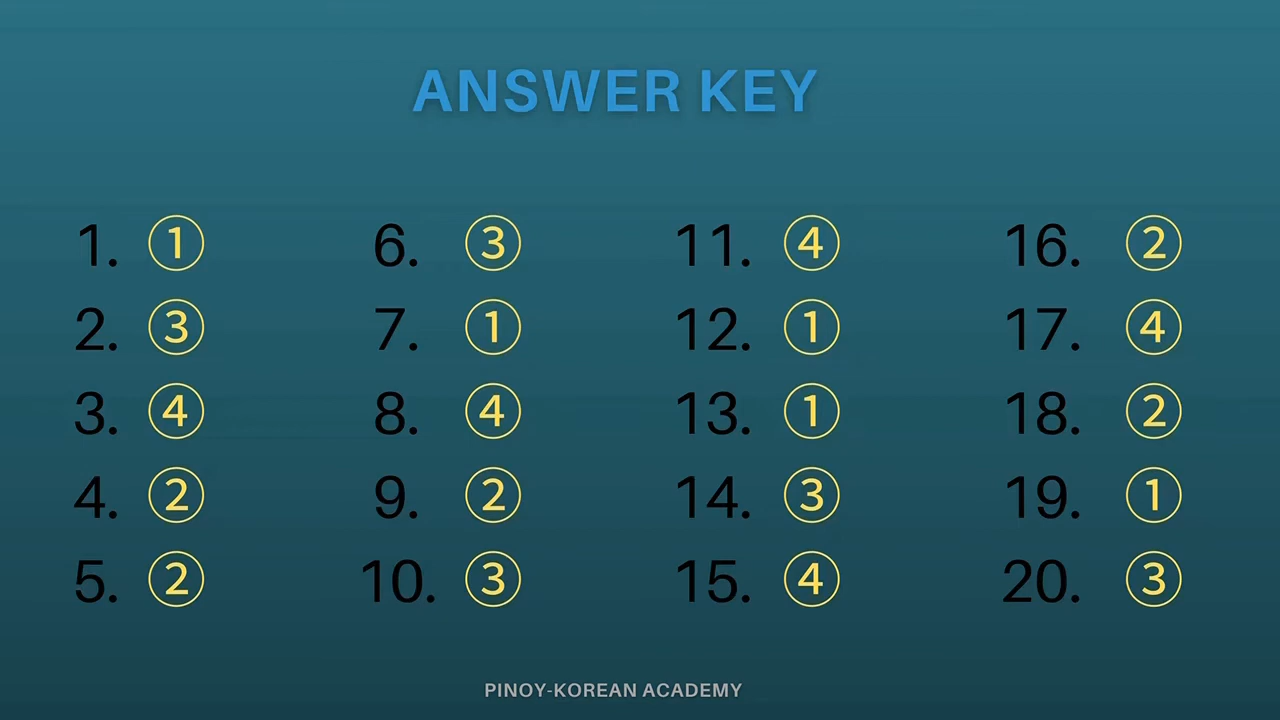 ANSWER KEY
1. ① 6. ③ 11. ④ 16. ②
2. ③ 7. ① 12. ① 17. ④
3. ④ 8. ④ 13. ① 18. ②
4. ② 9. ② 14. ③ 19. ①
5. ② 10. ③ 15. ④ 20. ③
PINOY-KOREAN ACADEMY